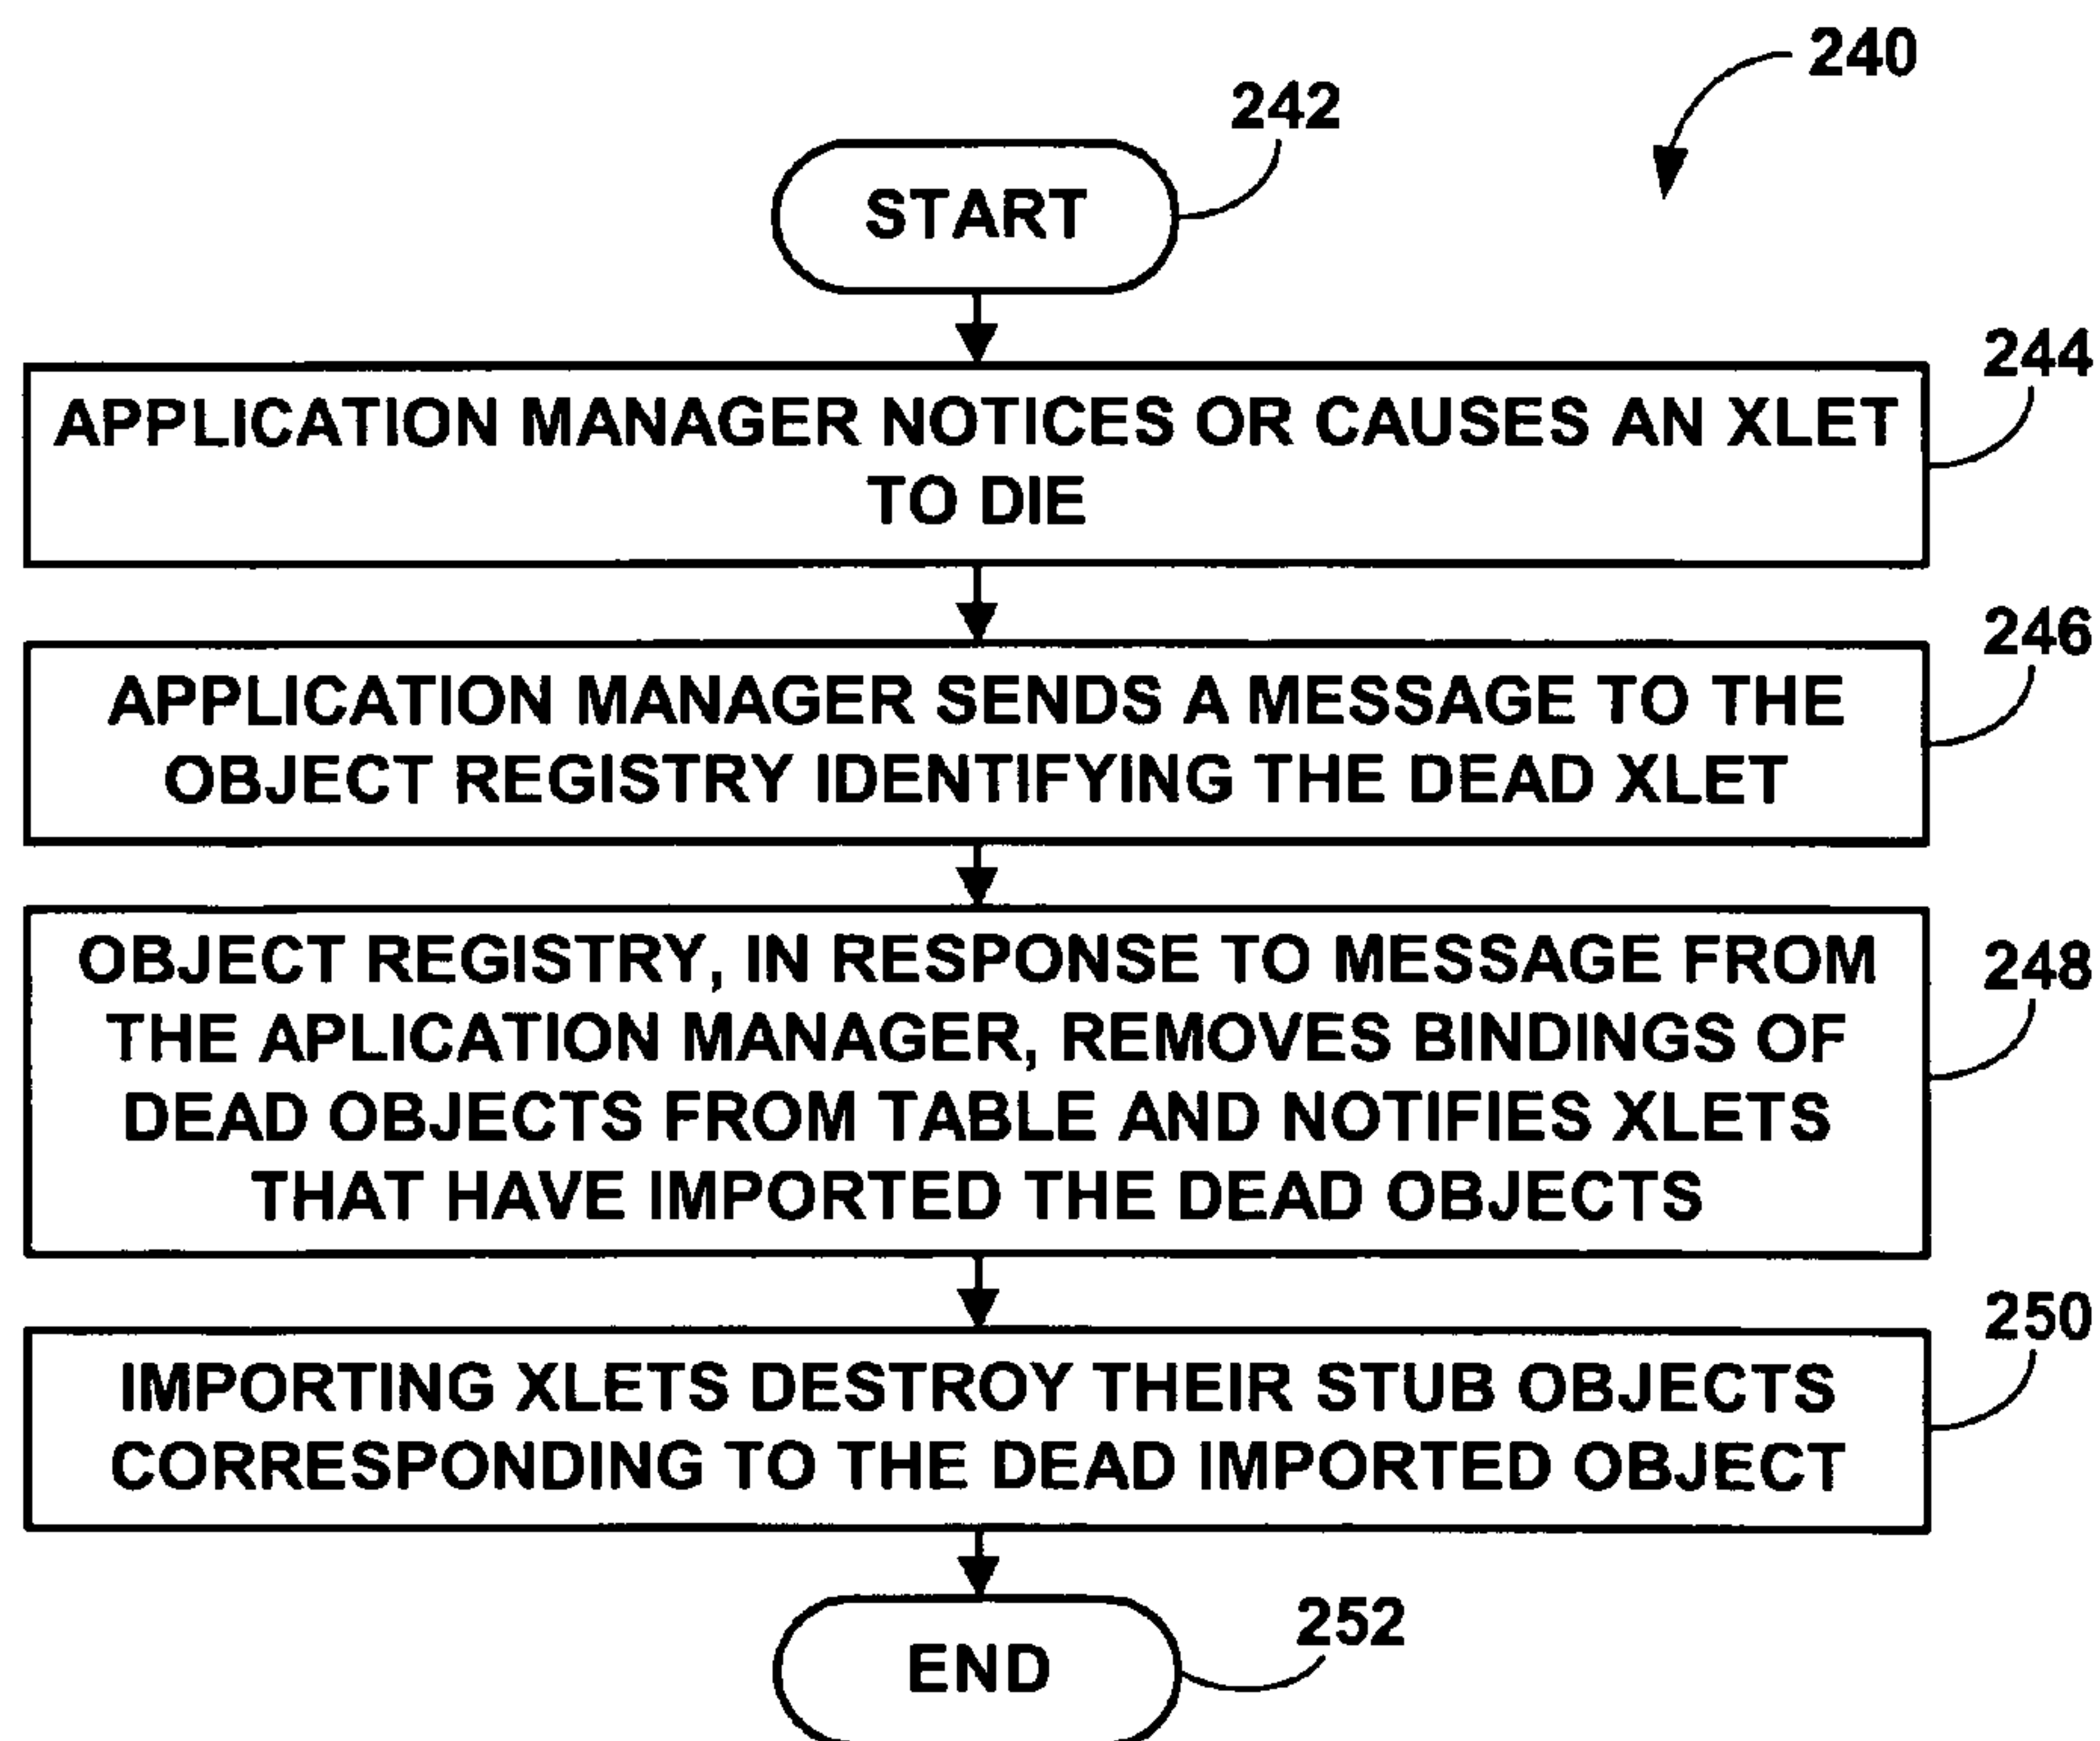 240
242
START
244
APPLICATION MANAGER NOTICES OR CAUSES AN XLET
TO DIE
246
APPLICATION MANAGER SENDS A MESSAGE TO THE
OBJECT REGISTRY IDENTIFYING THE DEAD XLET
248
OBJECT REGISTRY, IN RESPONSE TO MESSAGE FROM
THE APLICATION MANAGER, REMOVES BINDINGS OF
DEAD OBJECTS FROM TABLE AND NOTIFIES XLETS
THAT HAVE IMPORTED THE DEAD OBJECTS
250
IMPORTING XLETS DESTROY THEIR STUB OBJECTS
CORRESPONDING TO THE DEAD IMPORTED OBJECT
252
END